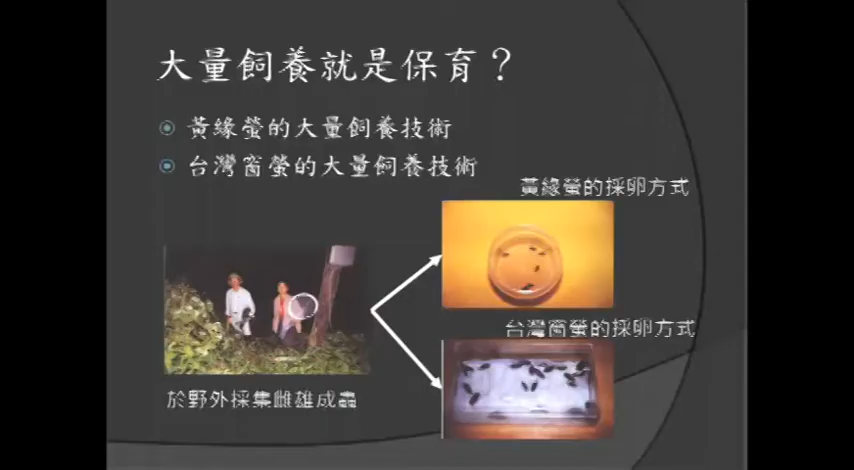 大量飼養就是保育？
黃緣螢的大量飼養技術
台灣窗螢的大量飼養技術
黃緣螢的採卵方式
台灣窗螢的採卵方式
於野外採集雌雄成蟲